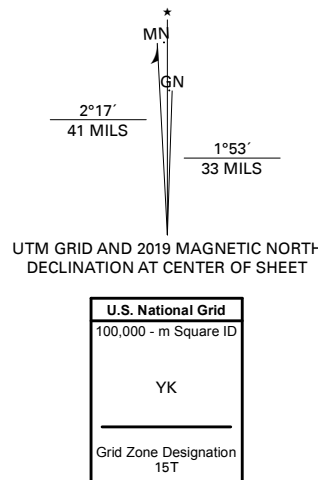 MN
GN
2°17´
41 MILS
1°53´
33 MILS
UTM GRID AND 2019 MAGNETIC NORTH
DECLINATION AT CENTER OF SHEET
U.S. National Grid
100,000 - m Square ID
YK
Grid Zone Designation
15T